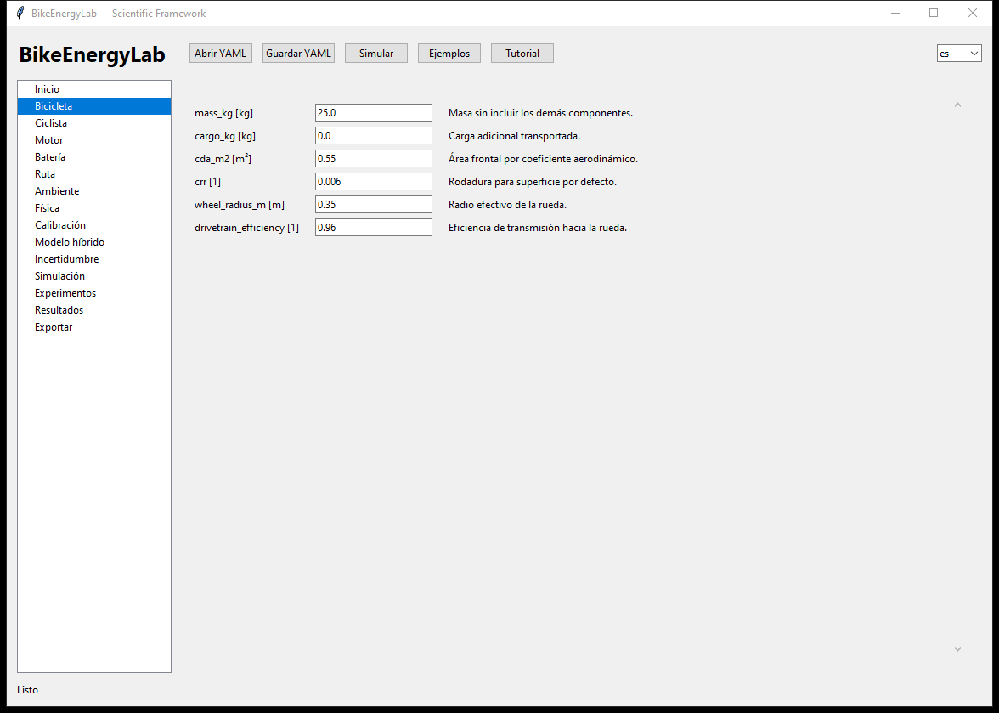 BikeEnergyLab — Scientific Framework
BikeEnergyLab
Abrir YAML
Guardar YAML
Simular
Ejemplos
Tutorial
es
Inicio
Bicicleta
Ciclista
Motor
Batería
Ruta
Ambiente
Física
Calibración
Modelo híbrido
Incertidumbre
Simulación
Experimentos
Resultados
Exportar
mass_kg [kg] 25.0 Masa sin incluir los demás componentes.
cargo_kg [kg] 0.0 Carga adicional transportada.
cda_m2 [m²] 0.55 Área frontal por coeficiente aerodinámico.
crr [1] 0.006 Rodadura para superficie por defecto.
wheel_radius_m [m] 0.35 Radio efectivo de la rueda.
drivetrain_efficiency [1] 0.96 Eficiencia de transmisión hacia la rueda.
Listo